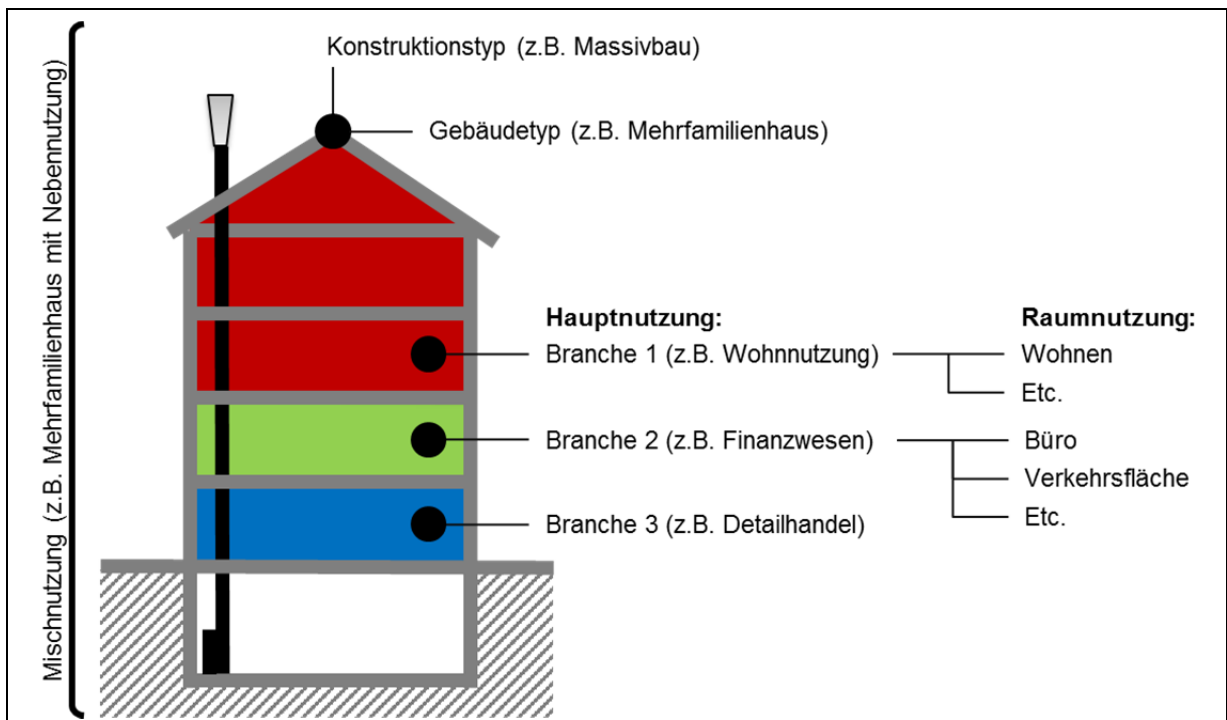 Mischnutzung (z.B. Mehrfamilienhaus mit Nebennutzung)
Konstruktionstyp (z.B. Massivbau)
Gebäudetyp (z.B. Mehrfamilienhaus)
Hauptnutzung:
Raumnutzung:
Branche 1 (z.B. Wohnnutzung)
Wohnen
Etc.
Branche 2 (z.B. Finanzwesen)
Büro
Verkehrsfläche
Etc.
Branche 3 (z.B. Detailhandel)